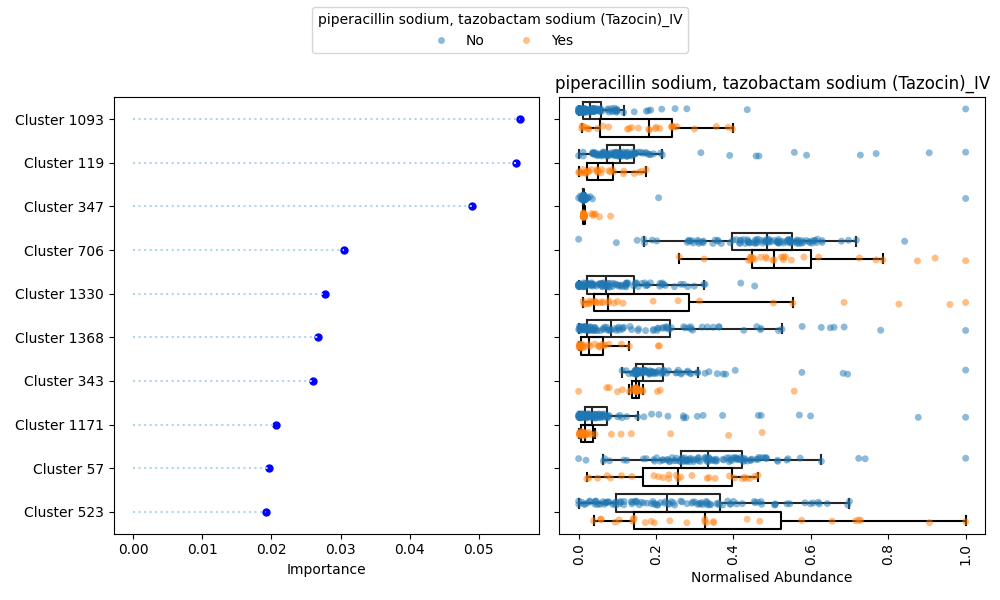 piperacillin sodium, tazobactam sodium (Tazocin)_IV
No Yes
piperacillin sodium, tazobactam sodium (Tazocin)_IV
Cluster 1093
Cluster 119
Cluster 347
Cluster 706
Cluster 1330
Cluster 1368
Cluster 343
Cluster 1171
Cluster 57
Cluster 523
0.00 0.01 0.02 0.03 0.04 0.05
Importance
0.0 0.2 0.4 0.6 0.8 1.0
Normalised Abundance